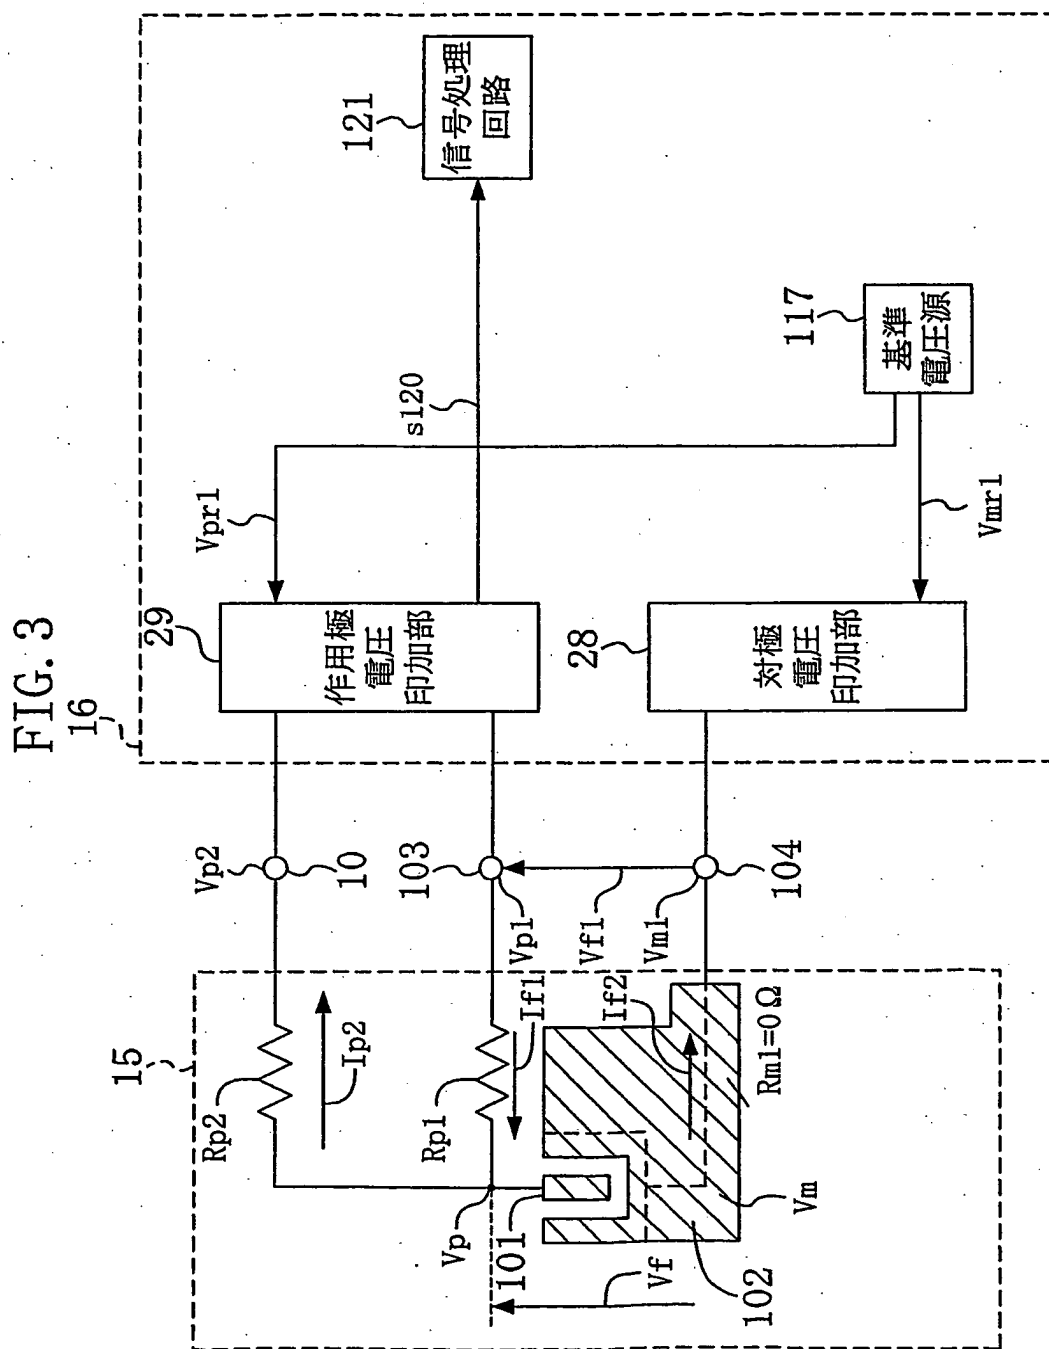 FIG. 3
16
15
29
作用極
電圧
印加部
28
対極
電圧
印加部
121
信号処理
回路
117
基準
電圧源
s120
Vpr1
Vmr1
Vp2
10
103
Vp1
Vf1
Vm1
104
Rp2
Ip2
Rp1
If1
If2
Rm1=0Ω
Vp
101
Vf
102
Vm